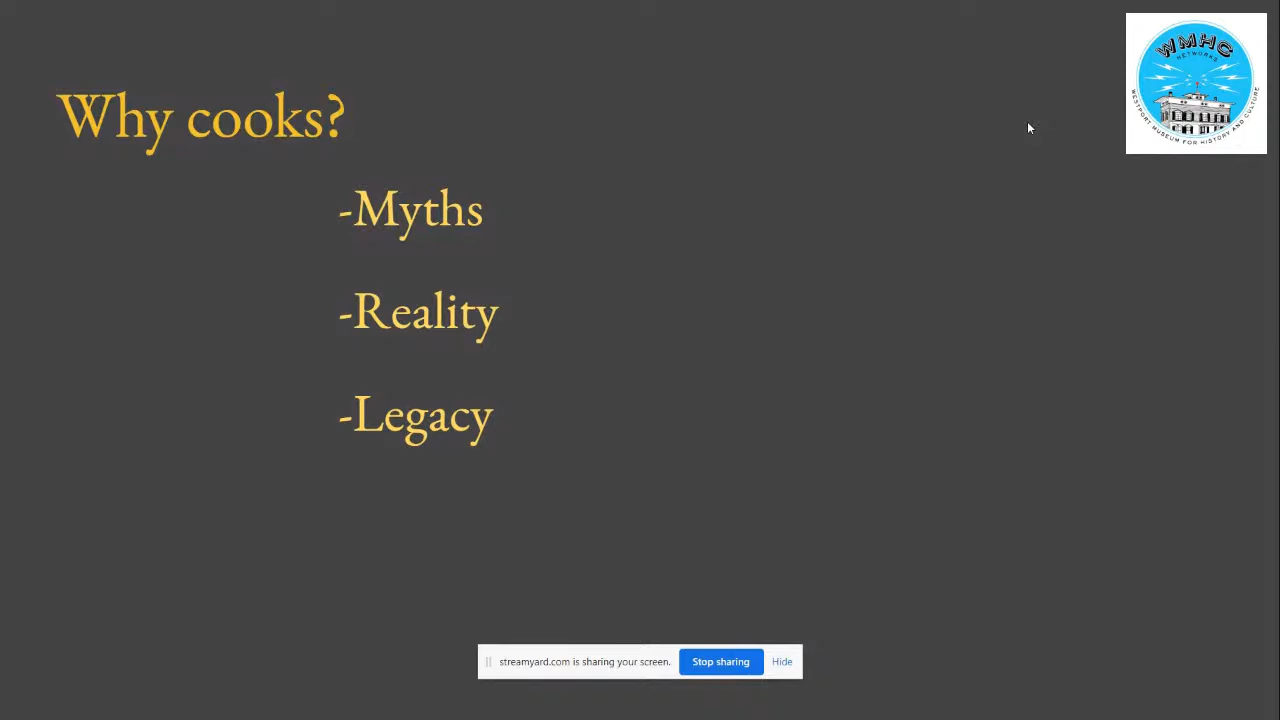 WMHC
NETWORKS
WESTPORT MUSEUM FOR HISTORY AND CULTURE
Why cooks?
-Myths
-Reality
-Legacy
streamyard.com is sharing your screen. Stop sharing Hide